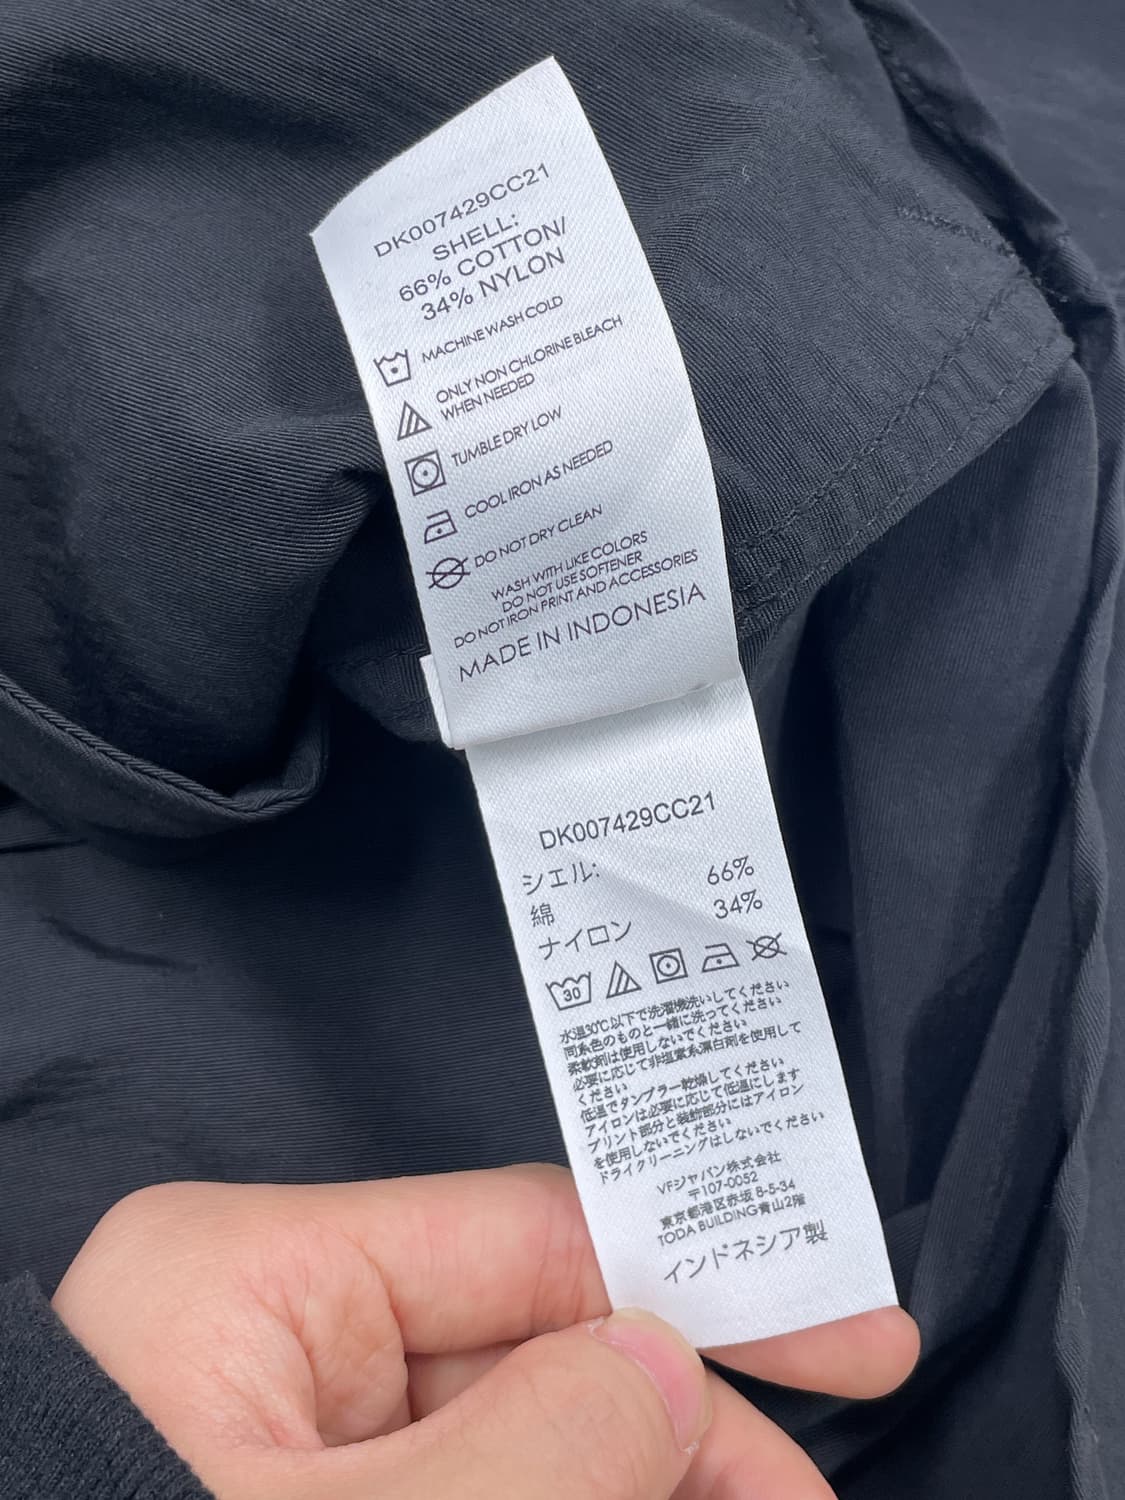 DK007429CC21
SHELL:
66% COTTON/
34% NYLON
MACHINE WASH COLD
ONLY NON CHLORINE BLEACH
WHEN NEEDED
TUMBLE DRY LOW
COOL IRON AS NEEDED
DO NOT DRY CLEAN
WASH WITH LIKE COLORS
DO NOT USE SOFTENER
DO NOT IRON PRINT AND ACCESSORIES
MADE IN INDONESIA
DK007429CC21
シェル:
綿 66%
ナイロン 34%
30
水温30℃以下で洗濯機洗いしてください
同系色のものと一緒に洗ってください
柔軟剤は使用しないでください
必要に応じて非塩素系漂白剤を使用して
ください
低温でタンブラー乾燥してください
アイロンは必要に応じて低温にします
プリント部分と装飾部分にはアイロン
を使用しないでください
ドライクリーニングはしないでください
VFジャパン株式会社
〒107-0052
東京都港区赤坂 8-5-34
TODA BUILDING青山2階
インドネシア製